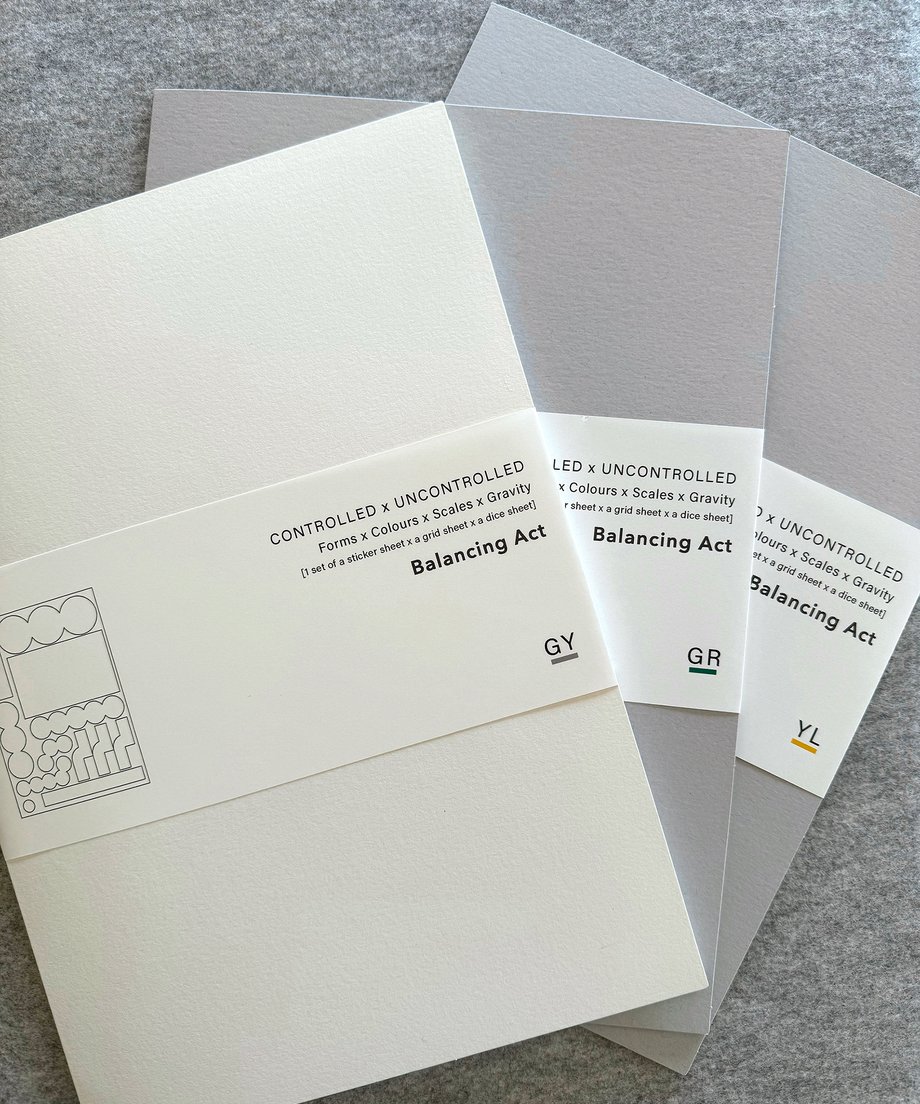 CONTROLLED x UNCONTROLLED
Forms x Colours x Scales x Gravity
[1 set of a sticker sheet x a grid sheet x a dice sheet]
Balancing Act
GY
LED x UNCONTROLLED
x Colours x Scales x Gravity
r sheet x a grid sheet x a dice sheet]
Balancing Act
GR
D x UNCONTROLLED
lours x Scales x Gravity
et x a grid sheet x a dice sheet]
Balancing Act
YL